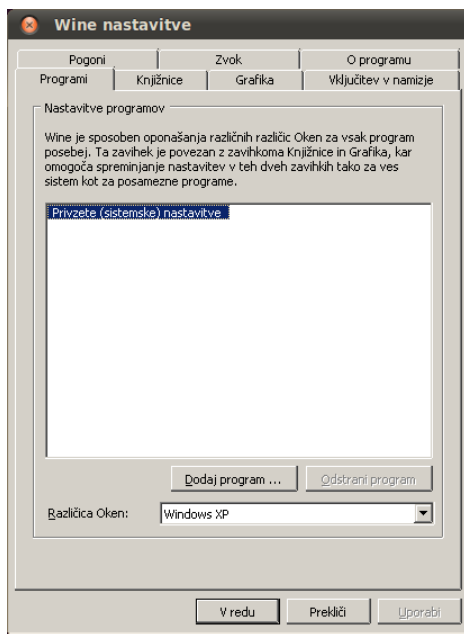 Wine nastavitve
Pogoni Zvok O programu
Programi Knjižnice Grafika Vključitev v namizje
Nastavitve programov
Wine je sposoben oponašanja različnih različic Oken za vsak program
posebej. Ta zavihek je povezan z zavihkoma Knjižnice in Grafika, kar
omogoča spreminjanje nastavitev v teh dveh zavihkih tako za ves
sistem kot za posamezne programe.
Privzete (sistemske) nastavitve
Dodaj program ... Odstrani program
Različica Oken: Windows XP
V redu Prekliči Uporabi